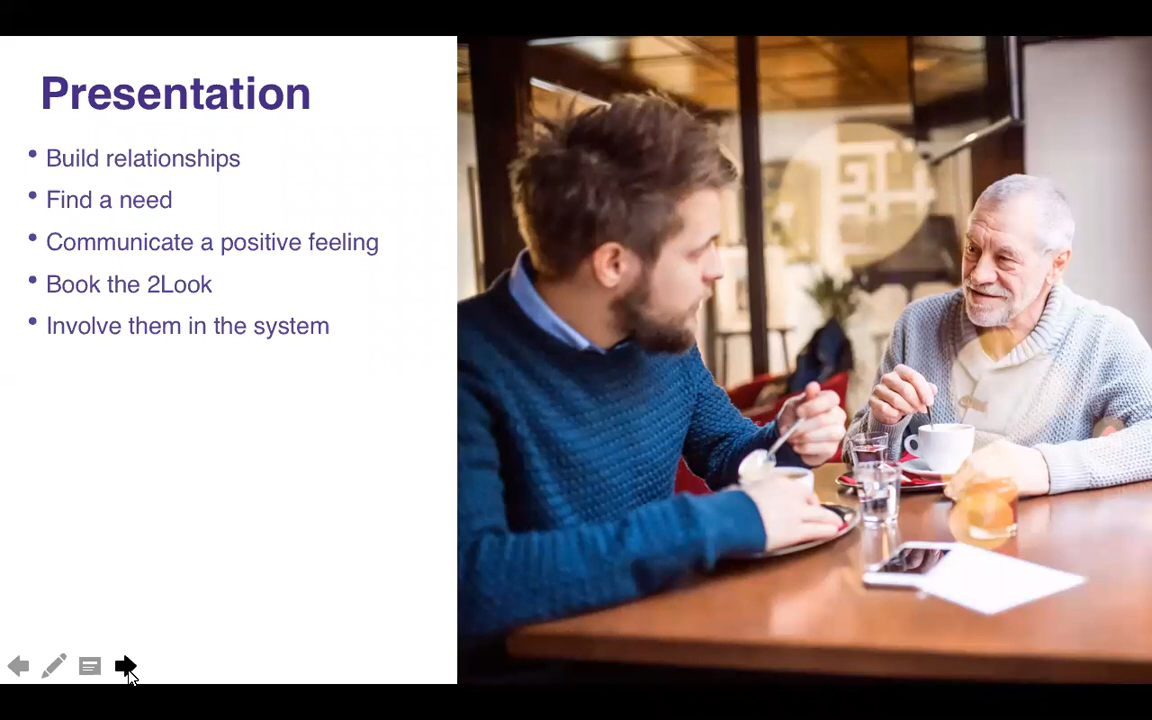 Presentation
• Build relationships
• Find a need
• Communicate a positive feeling
• Book the 2Look
• Involve them in the system